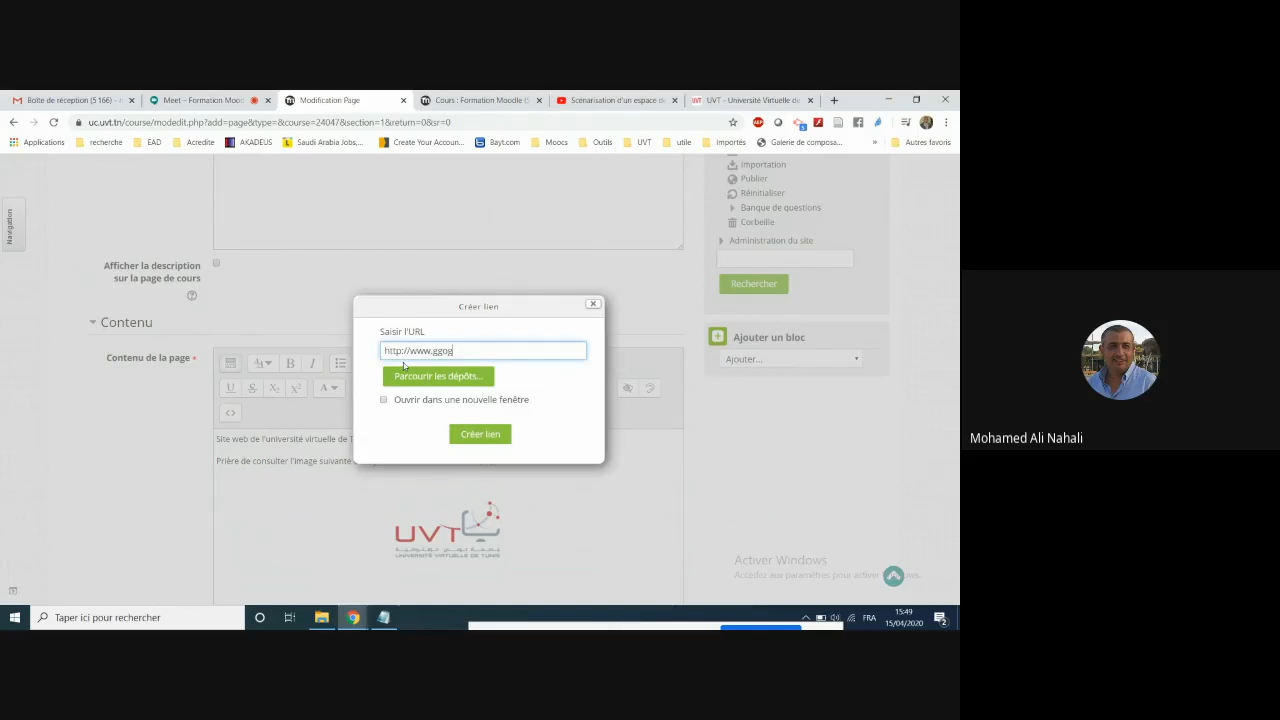 Boîte de réception (5 166) -
Meet – Formation Mood
Modification Page
Cours : Formation Moodle (S
Scénarisation d'un espace d
UVT - Université Virtuelle de
uc.uvt.tn/course/modedit.php?add=page&type=&course=24047&section=1&return=0&sr=0
Applications
recherche
EAD
Acredite
AKADEUS
Saudi Arabia Jobs,...
Create Your Accoun...
Bayt.com
Moocs
Outils
UVT
utile
Importés
Galerie de composa...
»
Autres favoris
Navigation
Importation
Publier
Réinitialiser
Banque de questions
Corbeille
Administration du site
Rechercher
Afficher la description
sur la page de cours
Contenu
Contenu de la page
Ajouter un bloc
Ajouter...
Créer lien
Saisir l'URL
http://www.ggog
Parcourir les dépôts...
Ouvrir dans une nouvelle fenêtre
Créer lien
Site web de l'université virtuelle de T
Prière de consulter l'image suivante
UVT
UNIVERSITÉ VIRTUELLE DE TUNIS
Activer Windows
Accédez aux paramètres pour activer
Mohamed Ali Nahali
Taper ici pour rechercher
FRA
15:49
15/04/2020
2